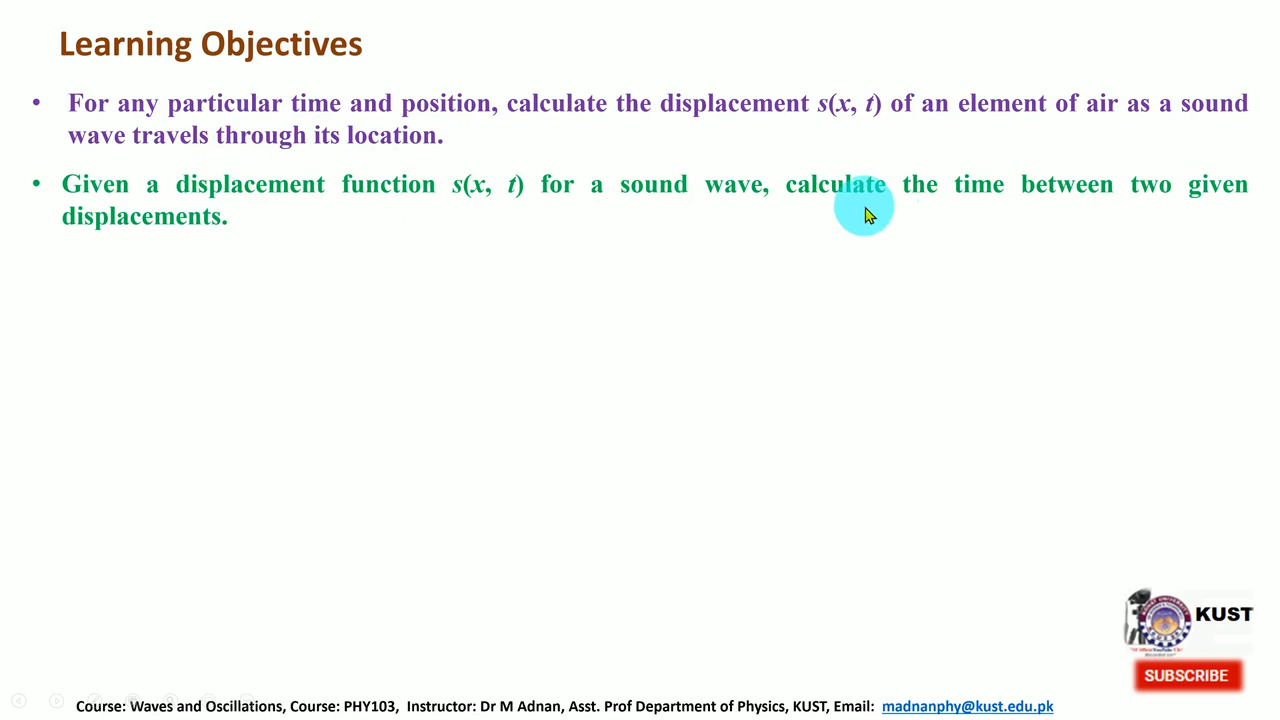 Learning Objectives
• For any particular time and position, calculate the displacement s(x, t) of an element of air as a sound
wave travels through its location.
• Given a displacement function s(x, t) for a sound wave, calculate the time between two given
displacements.
KUST
SUBSCRIBE
Course: Waves and Oscillations, Course: PHY103, Instructor: Dr M Adnan, Asst. Prof Department of Physics, KUST, Email: madnanphy@kust.edu.pk